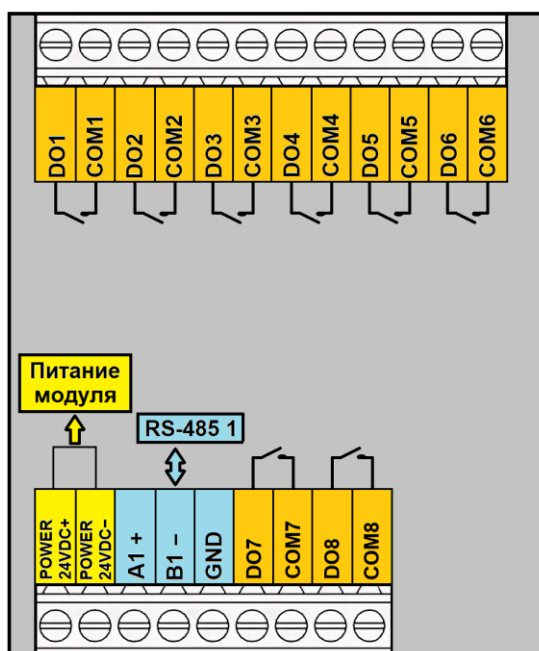 DO1
COM1
DO2
COM2
DO3
COM3
DO4
COM4
DO5
COM5
DO6
COM6
Питание
модуля
RS-485 1
POWER
24VDC+
POWER
24VDC−
A1 +
B1 −
GND
DO7
COM7
DO8
COM8